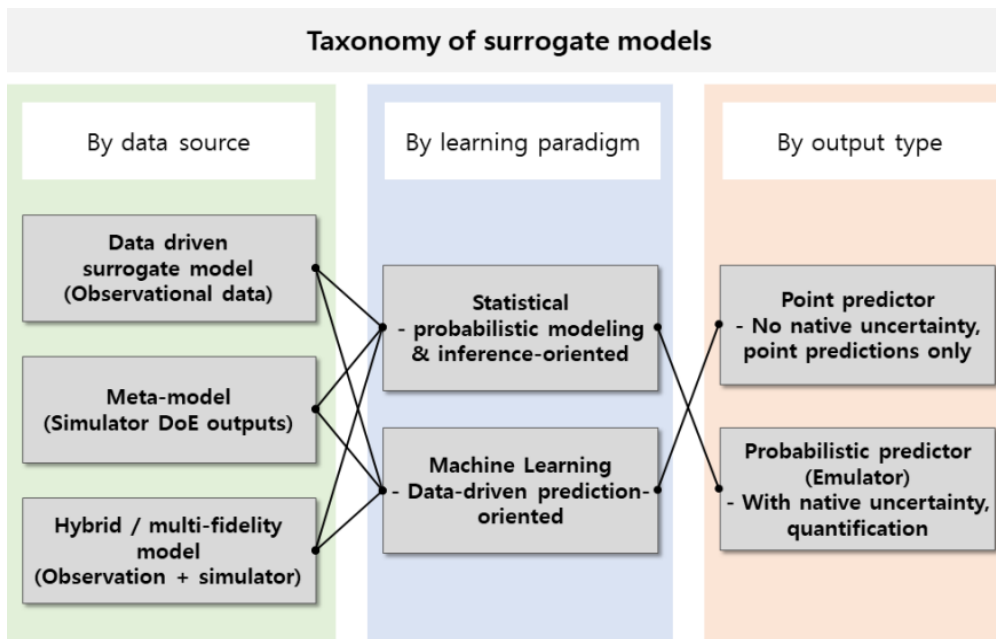 Taxonomy of surrogate models
By data source
Data driven
surrogate model
(Observational data)
Meta-model
(Simulator DoE outputs)
Hybrid / multi-fidelity
model
(Observation + simulator)
By learning paradigm
Statistical
- probabilistic modeling
& inference-oriented
Machine Learning
- Data-driven prediction-
oriented
By output type
Point predictor
- No native uncertainty,
point predictions only
Probabilistic predictor
(Emulator)
- With native uncertainty,
quantification